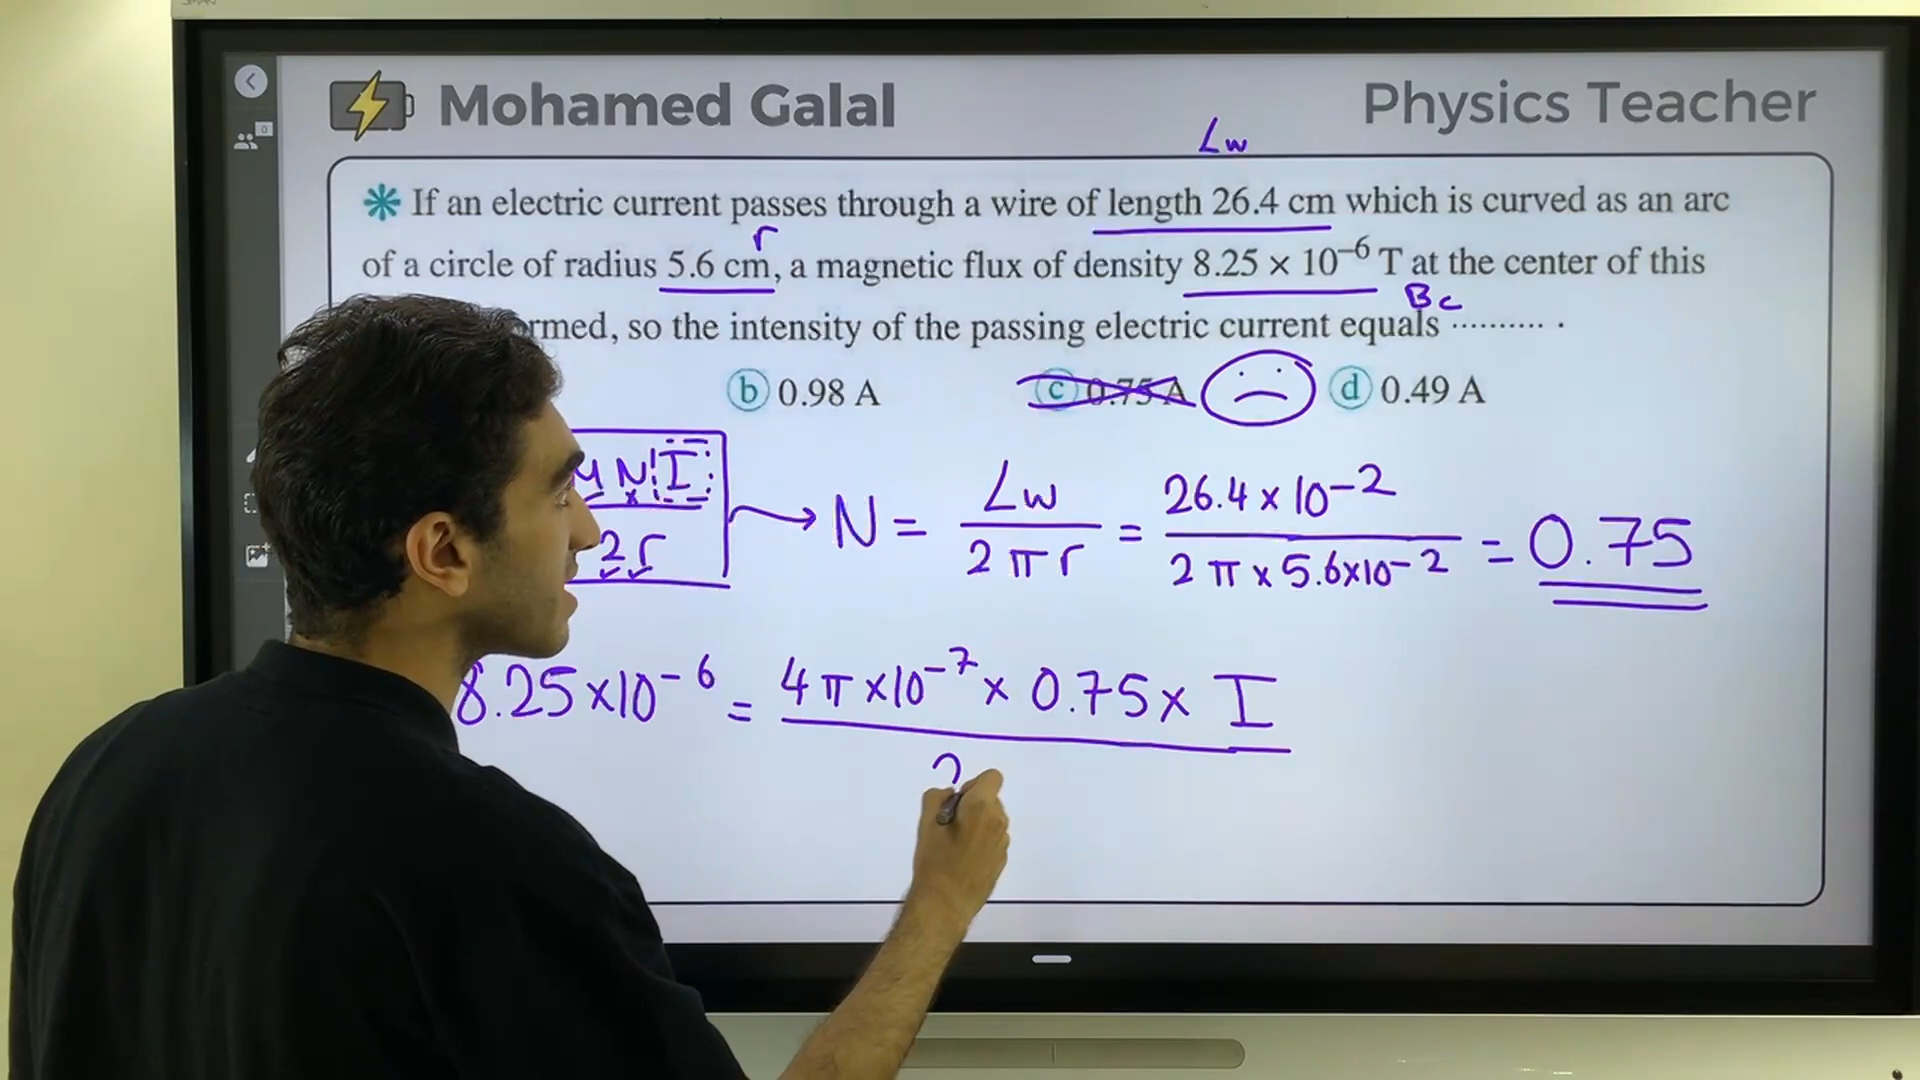 Mohamed Galal
Physics Teacher
Lw
If an electric current passes through a wire of length 26.4 cm which is curved as an arc
r
of a circle of radius 5.6 cm, a magnetic flux of density 8.25 × 10⁻⁶ T at the center of this
Bc
rmed, so the intensity of the passing electric current equals .......... .
b 0.98 A
c 0.75 A
d 0.49 A
μ N I / 2 r → N = Lw / 2 π r = 26.4 × 10⁻² / 2 π × 5.6×10⁻² = 0.75
8.25×10⁻⁶ = 4 π ×10⁻⁷ × 0.75 × I
2